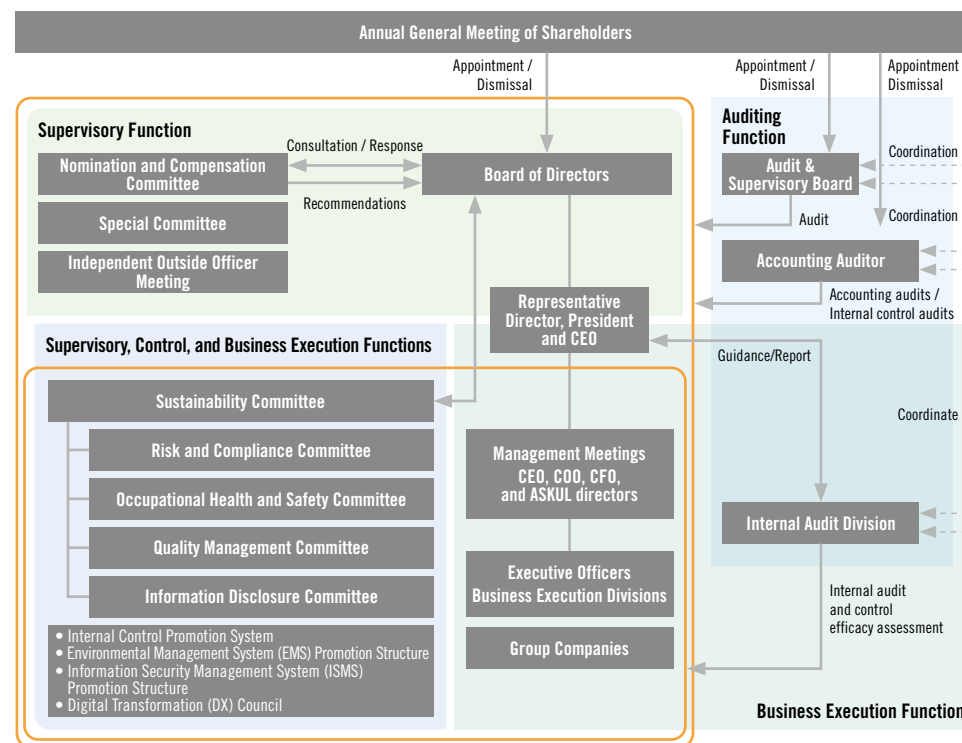 Annual General Meeting of Shareholders
Appointment /
Dismissal
Appointment /
Dismissal
Appointment
Dismissal
Supervisory Function
Nomination and Compensation
Committee
Consultation / Response
Recommendations
Board of Directors
Special Committee
Independent Outside Officer
Meeting
Auditing
Function
Audit &
Supervisory Board
Coordination
Audit
Coordination
Accounting Auditor
Accounting audits /
Internal control audits
Representative
Director, President
and CEO
Guidance/Report
Supervisory, Control, and Business Execution Functions
Sustainability Committee
Risk and Compliance Committee
Occupational Health and Safety Committee
Quality Management Committee
Information Disclosure Committee
• Internal Control Promotion System
• Environmental Management System (EMS) Promotion Structure
• Information Security Management System (ISMS)
Promotion Structure
• Digital Transformation (DX) Council
Management Meetings
CEO, COO, CFO,
and ASKUL directors
Executive Officers
Business Execution Divisions
Group Companies
Coordinate
Internal Audit Division
Internal audit
and control
efficacy assessment
Business Execution Function